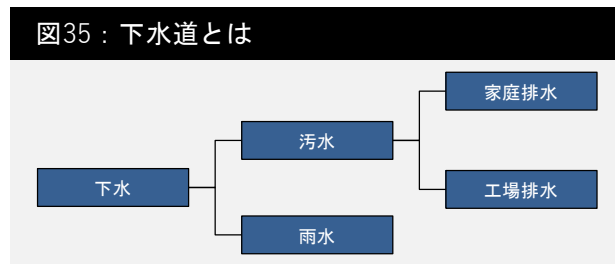 図35：下水道とは
家庭排水
汚水
下水
工場排水
雨水